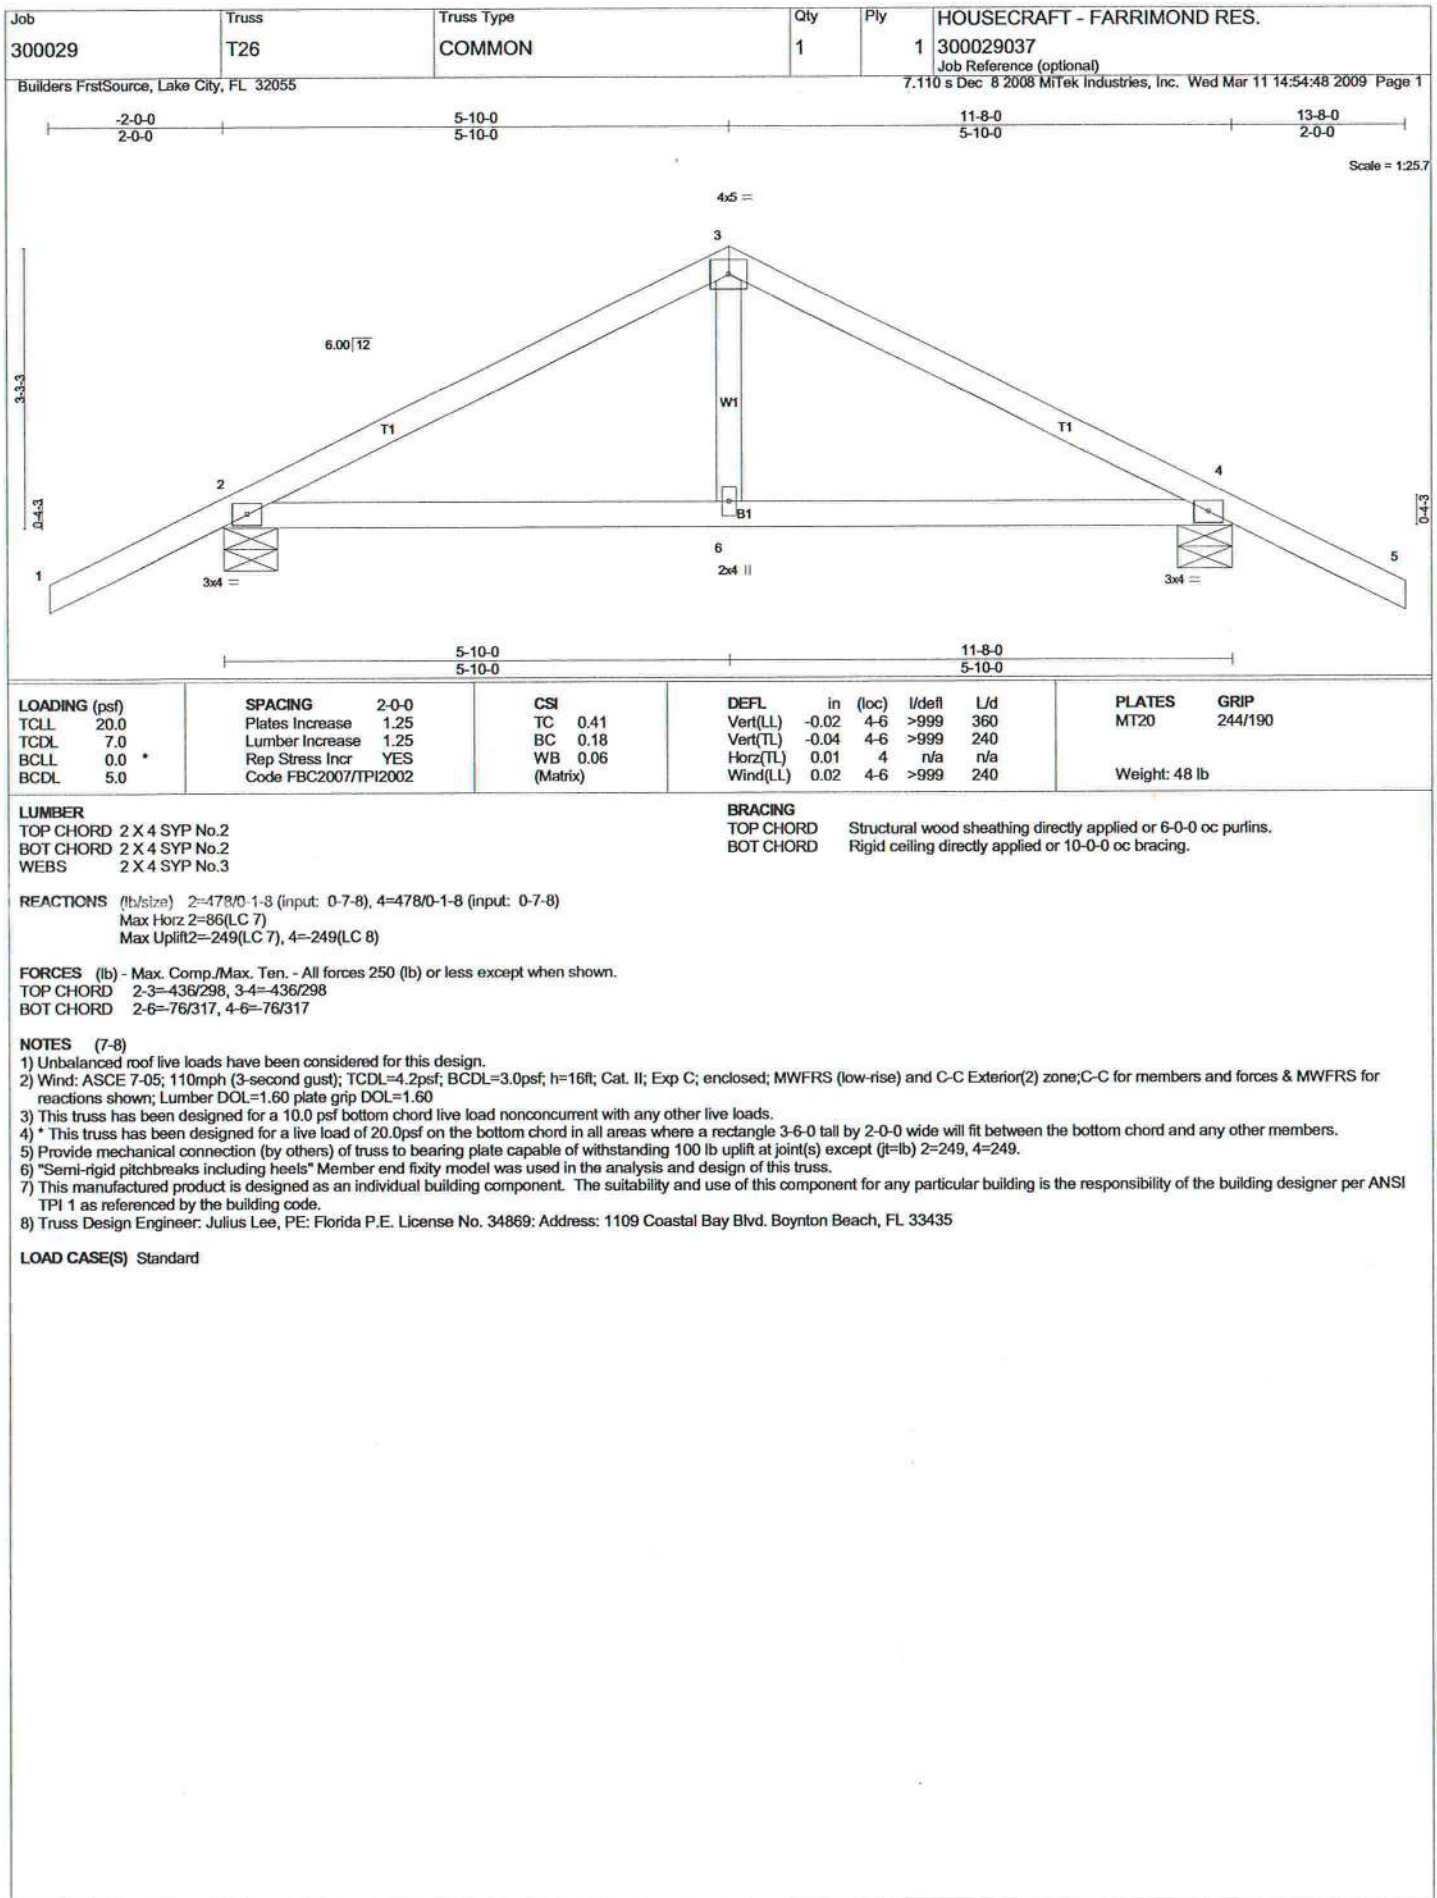 Job Truss Truss Type Qty Ply HOUSECRAFT - FARRIMOND RES.
300029 T26 COMMON 1 1 300029037
Job Reference (optional)
Builders FrstSource, Lake City, FL 32055 7.110 s Dec 8 2008 MiTek Industries, Inc. Wed Mar 11 14:54:48 2009 Page 1
-2-0-0 5-10-0 11-8-0 13-8-0
2-0-0 5-10-0 5-10-0 2-0-0
Scale = 1:25.7
4x5 =
3
6.00 12
3-3-3
W1
T1 T1
2 4
0-4-3 0-4-3
B1
1 6 5
3x4 = 2x4 || 3x4 =
5-10-0 11-8-0
5-10-0 5-10-0
LOADING (psf) SPACING 2-0-0 CSI DEFL in (loc) l/defl L/d PLATES GRIP
TCLL 20.0 Plates Increase 1.25 TC 0.41 Vert(LL) -0.02 4-6 >999 360 MT20 244/190
TCDL 7.0 Lumber Increase 1.25 BC 0.18 Vert(TL) -0.04 4-6 >999 240
BCLL 0.0 * Rep Stress Incr YES WB 0.06 Horz(TL) 0.01 4 n/a n/a
BCDL 5.0 Code FBC2007/TPI2002 (Matrix) Wind(LL) 0.02 4-6 >999 240 Weight: 48 lb
LUMBER BRACING
TOP CHORD 2 X 4 SYP No.2 TOP CHORD Structural wood sheathing directly applied or 6-0-0 oc purlins.
BOT CHORD 2 X 4 SYP No.2 BOT CHORD Rigid ceiling directly applied or 10-0-0 oc bracing.
WEBS 2 X 4 SYP No.3
REACTIONS (lb/size) 2=478/0-1-8 (input: 0-7-8), 4=478/0-1-8 (input: 0-7-8)
Max Horz 2=86(LC 7)
Max Uplift2=-249(LC 7), 4=-249(LC 8)
FORCES (lb) - Max. Comp./Max. Ten. - All forces 250 (lb) or less except when shown.
TOP CHORD 2-3=-436/298, 3-4=-436/298
BOT CHORD 2-6=-76/317, 4-6=-76/317
NOTES (7-8)
1) Unbalanced roof live loads have been considered for this design.
2) Wind: ASCE 7-05; 110mph (3-second gust); TCDL=4.2psf; BCDL=3.0psf; h=16ft; Cat. II; Exp C; enclosed; MWFRS (low-rise) and C-C Exterior(2) zone;C-C for members and forces & MWFRS for
reactions shown; Lumber DOL=1.60 plate grip DOL=1.60
3) This truss has been designed for a 10.0 psf bottom chord live load nonconcurrent with any other live loads.
4) * This truss has been designed for a live load of 20.0psf on the bottom chord in all areas where a rectangle 3-6-0 tall by 2-0-0 wide will fit between the bottom chord and any other members.
5) Provide mechanical connection (by others) of truss to bearing plate capable of withstanding 100 lb uplift at joint(s) except (jt=lb) 2=249, 4=249.
6) "Semi-rigid pitchbreaks including heels" Member end fixity model was used in the analysis and design of this truss.
7) This manufactured product is designed as an individual building component. The suitability and use of this component for any particular building is the responsibility of the building designer per ANSI
TPI 1 as referenced by the building code.
8) Truss Design Engineer: Julius Lee, PE: Florida P.E. License No. 34869: Address: 1109 Coastal Bay Blvd. Boynton Beach, FL 33435
LOAD CASE(S) Standard